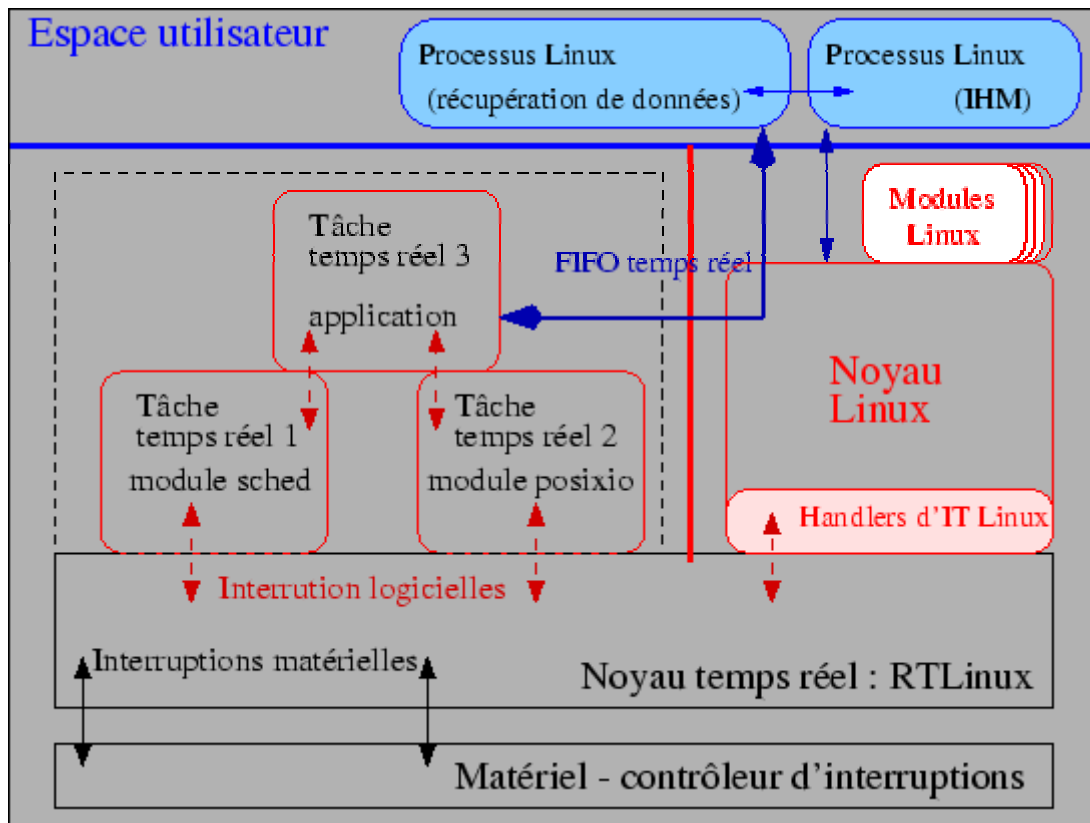 Espace utilisateur
Processus Linux
(récupération de données)
Processus Linux
(IHM)
Modules
Linux
Tâche
temps réel 3
application
FIFO temps réel
Noyau
Linux
Tâche
temps réel 1
module sched
Tâche
temps réel 2
module posixio
Handlers d'IT Linux
Interrution logicielles
Interruptions matérielles
Noyau temps réel : RTLinux
Matériel - contrôleur d'interruptions